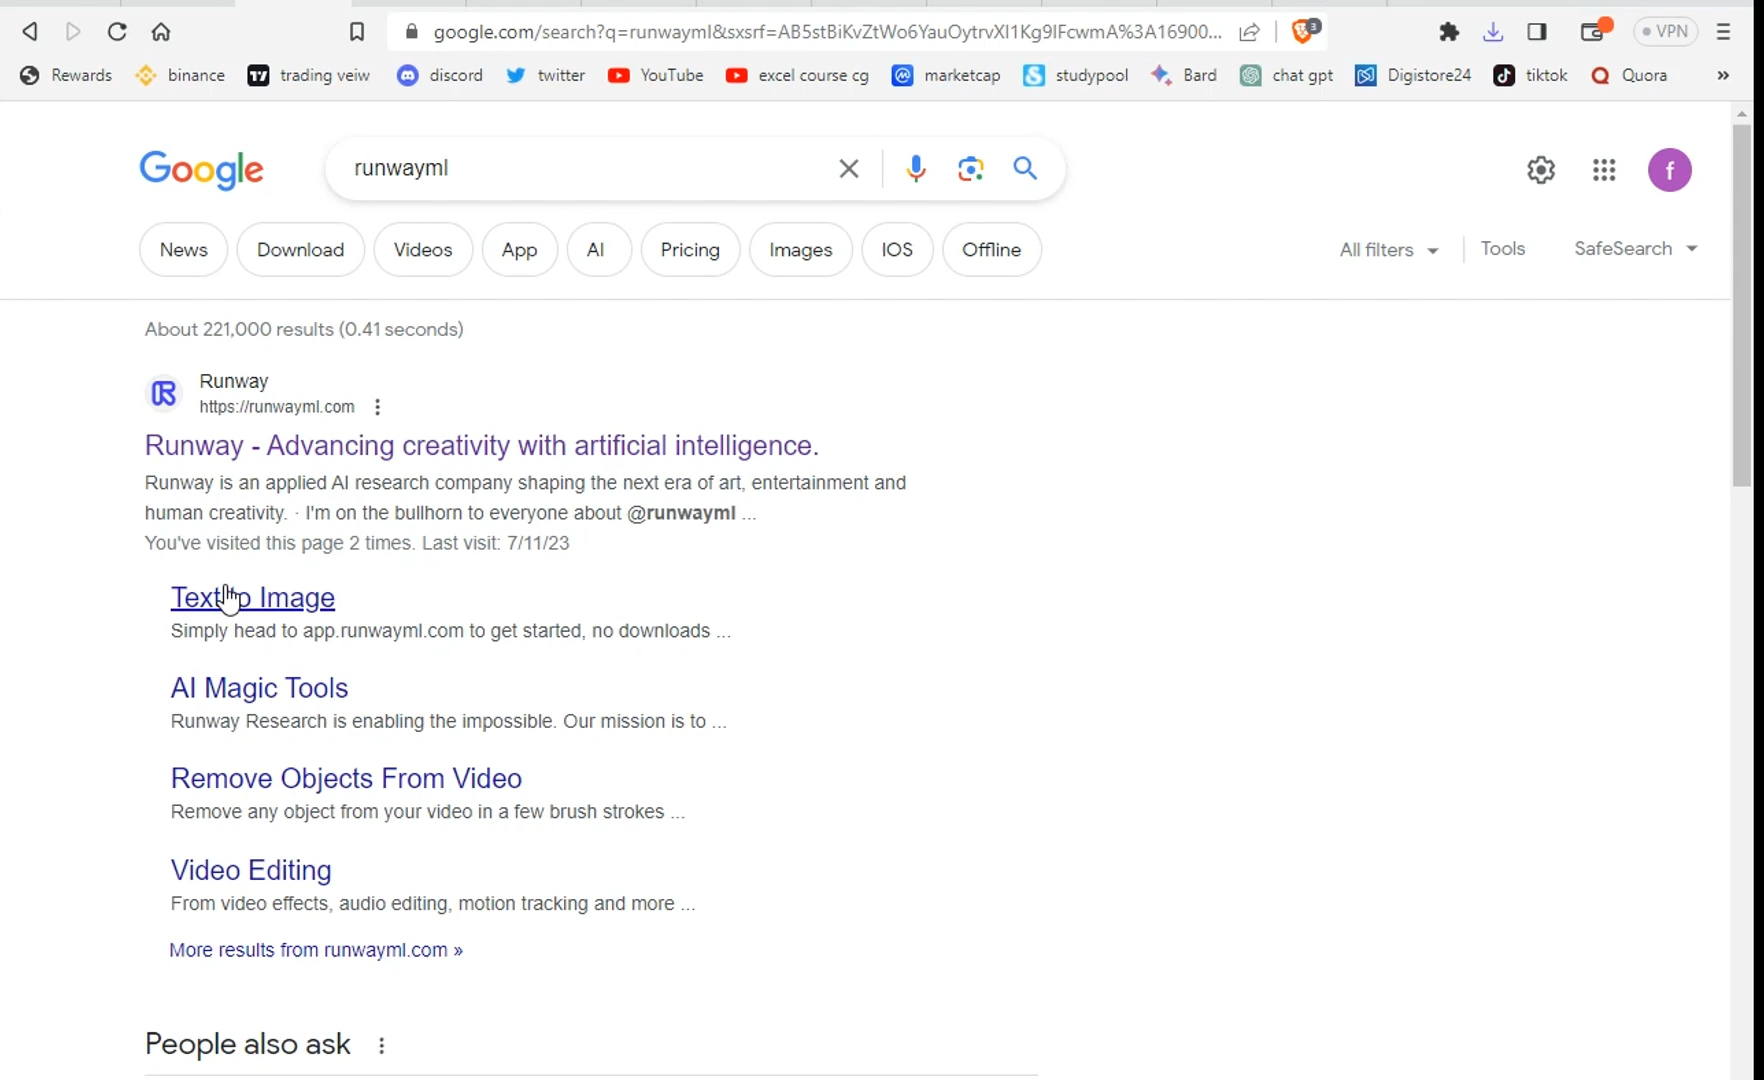 google.com/search?q=runwayml&sxsrf=AB5stBiKvZtWo6YauOytrvXI1Kg9lFcwmA%3A16900...
3
VPN
Rewards binance trading veiw discord twitter YouTube excel course cg marketcap studypool Bard chat gpt Digistore24 tiktok Quora »
Google
runwayml
f
News Download Videos App AI Pricing Images IOS Offline All filters Tools SafeSearch
About 221,000 results (0.41 seconds)
Runway
https://runwayml.com
Runway - Advancing creativity with artificial intelligence.
Runway is an applied AI research company shaping the next era of art, entertainment and
human creativity. · I'm on the bullhorn to everyone about @runwayml ...
You've visited this page 2 times. Last visit: 7/11/23
Text to Image
Simply head to app.runwayml.com to get started, no downloads ...
AI Magic Tools
Runway Research is enabling the impossible. Our mission is to ...
Remove Objects From Video
Remove any object from your video in a few brush strokes ...
Video Editing
From video effects, audio editing, motion tracking and more ...
More results from runwayml.com »
People also ask